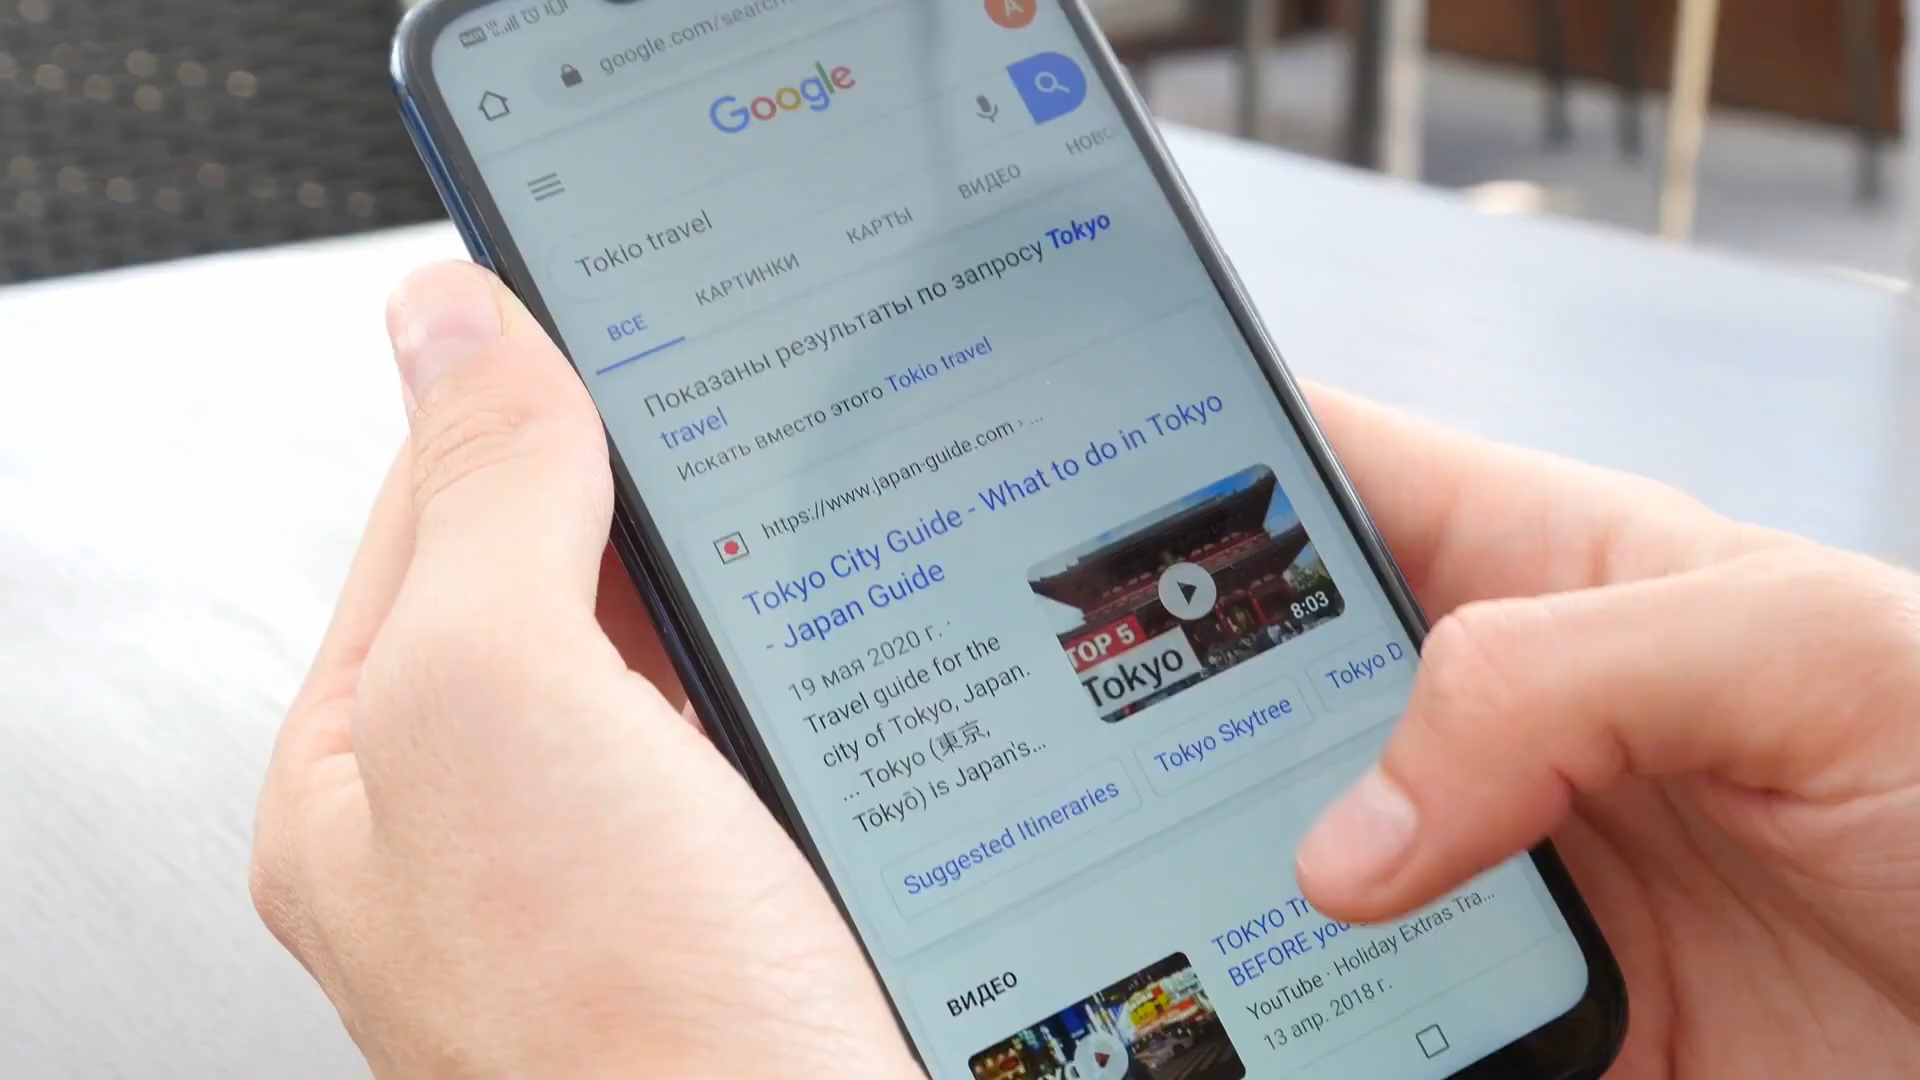 google.com/search
A
Google
Tokio travel
ВСЕ КАРТИНКИ КАРТЫ ВИДЕО НОВО
Показаны результаты по запросу Tokyo
travel
Искать вместо этого Tokio travel
https://www.japan-guide.com › ...
Tokyo City Guide - What to do in Tokyo
- Japan Guide
19 мая 2020 г. ·
Travel guide for the
city of Tokyo, Japan.
... Tokyo (東京,
Tōkyō) is Japan's...
TOP 5
Tokyo
8:03
Suggested Itineraries
Tokyo Skytree
Tokyo D
ВИДЕО
TOKYO Tr
BEFORE you
YouTube · Holiday Extras Tra...
13 апр. 2018 г.